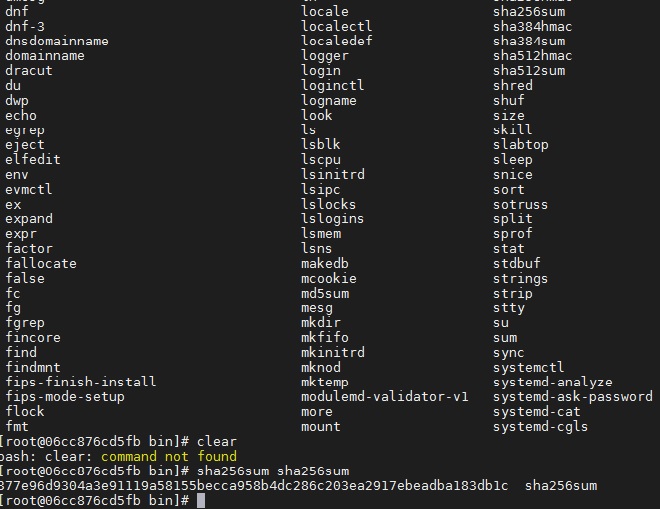 dnf locale sha256sum
dnf-3 localectl sha384hmac
dnsdomainname localedef sha384sum
domainname logger sha512hmac
dracut login sha512sum
du loginctl shred
dwp logname shuf
echo look size
egrep ls skill
eject lsblk slabtop
elfedit lscpu sleep
env lsinitrd snice
evmctl lsipc sort
ex lslocks sotruss
expand lslogins split
expr lsmem sprof
factor lsns stat
fallocate makedb stdbuf
false mcookie strings
fc md5sum strip
fg mesg stty
fgrep mkdir su
fincore mkfifo sum
find mkinitrd sync
findmnt mknod systemctl
fips-finish-install mktemp systemd-analyze
fips-mode-setup modulemd-validator-v1 systemd-ask-password
flock more systemd-cat
fmt mount systemd-cgls
[root@06cc876cd5fb bin]# clear
bash: clear: command not found
[root@06cc876cd5fb bin]# sha256sum sha256sum
877e96d9304a3e91119a58155becca958b4dc286c203ea2917ebeadba183db1c sha256sum
[root@06cc876cd5fb bin]#